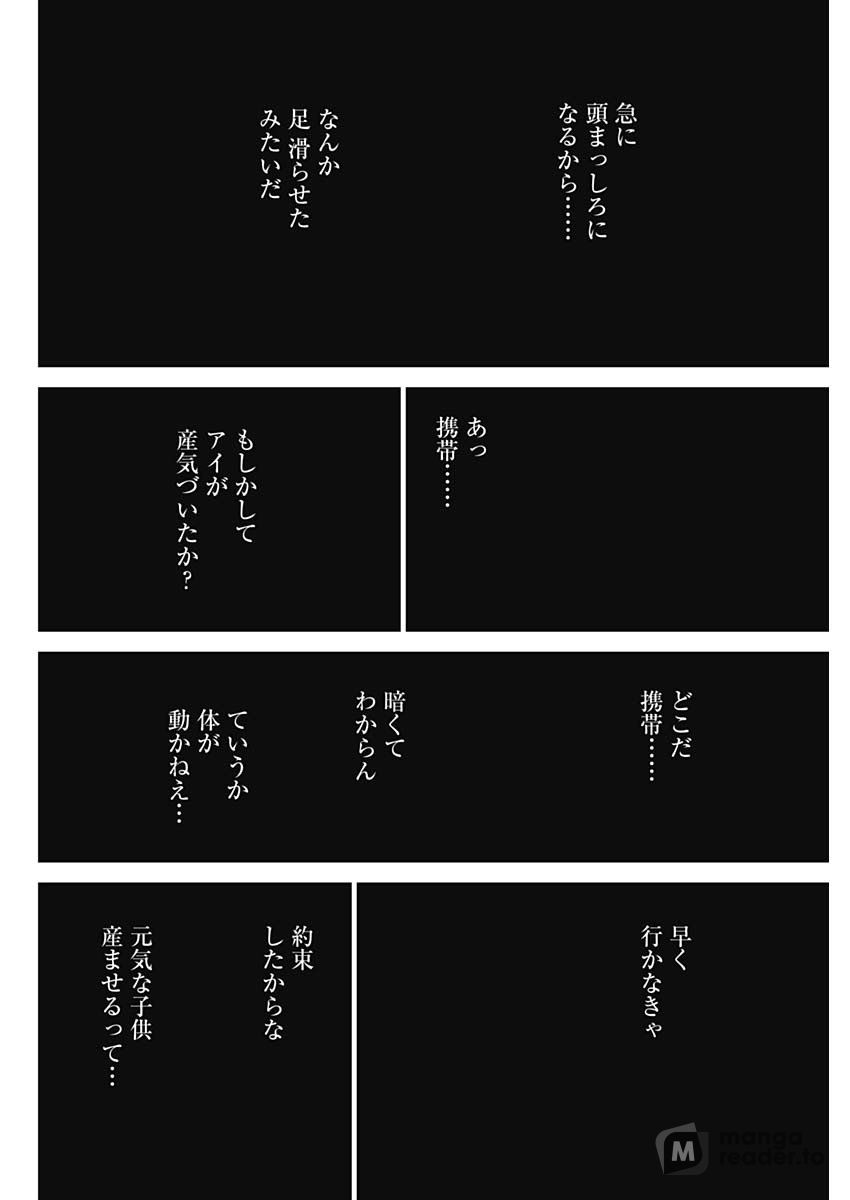 急に
頭まっしろに
なるから……
なんか
足 滑らせた
みたいだ
あっ
携帯……
もしかして
アイが
産気づいたか？
どこだ
携帯……
暗くて
わからん
ていうか
体が
動かねえ…
早く
行かなきゃ
約束
したからな
元気な子供
産ませるって…
M
manga
reader.to